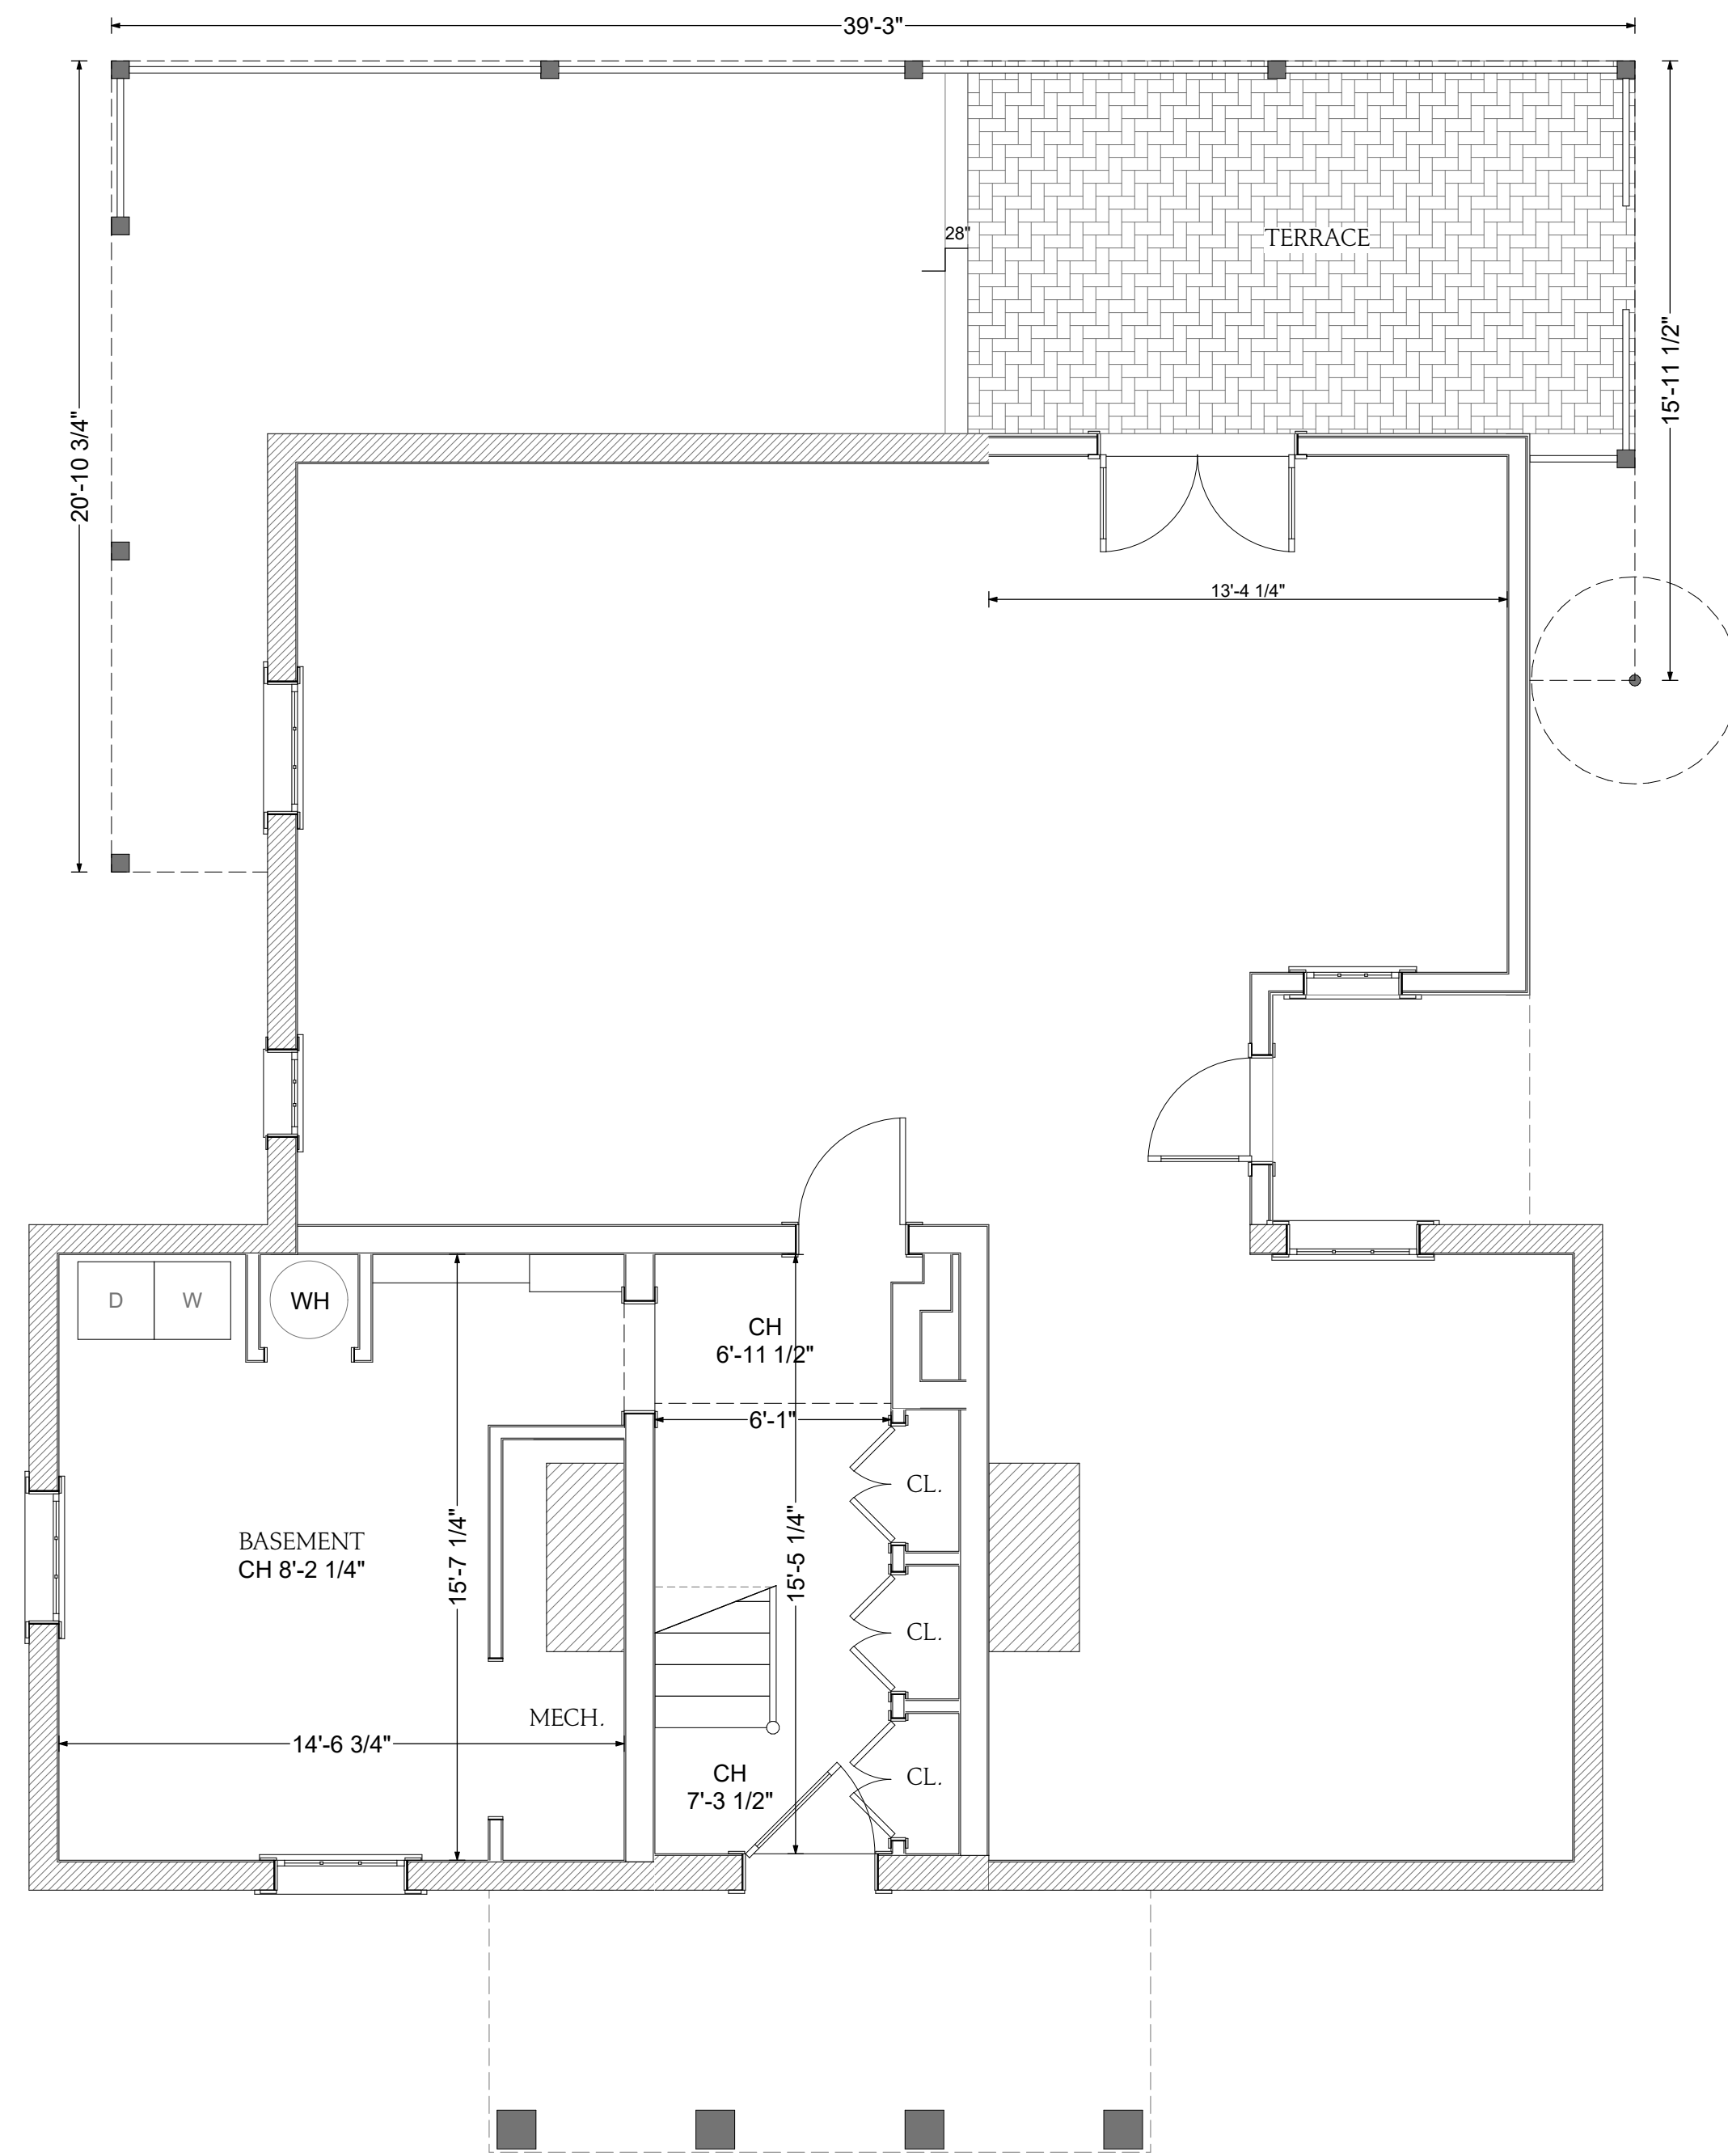 39'-3"
28"
TERRACE
15'-11 1/2"
20'-10 3/4"
13'-4 1/4"
D
W
WH
CH
6'-11 1/2"
6'-1"
CL.
BASEMENT
CH 8'-2 1/4"
15'-7 1/4"
15'-5 1/4"
CL.
MECH.
14'-6 3/4"
CH
7'-3 1/2"
CL.